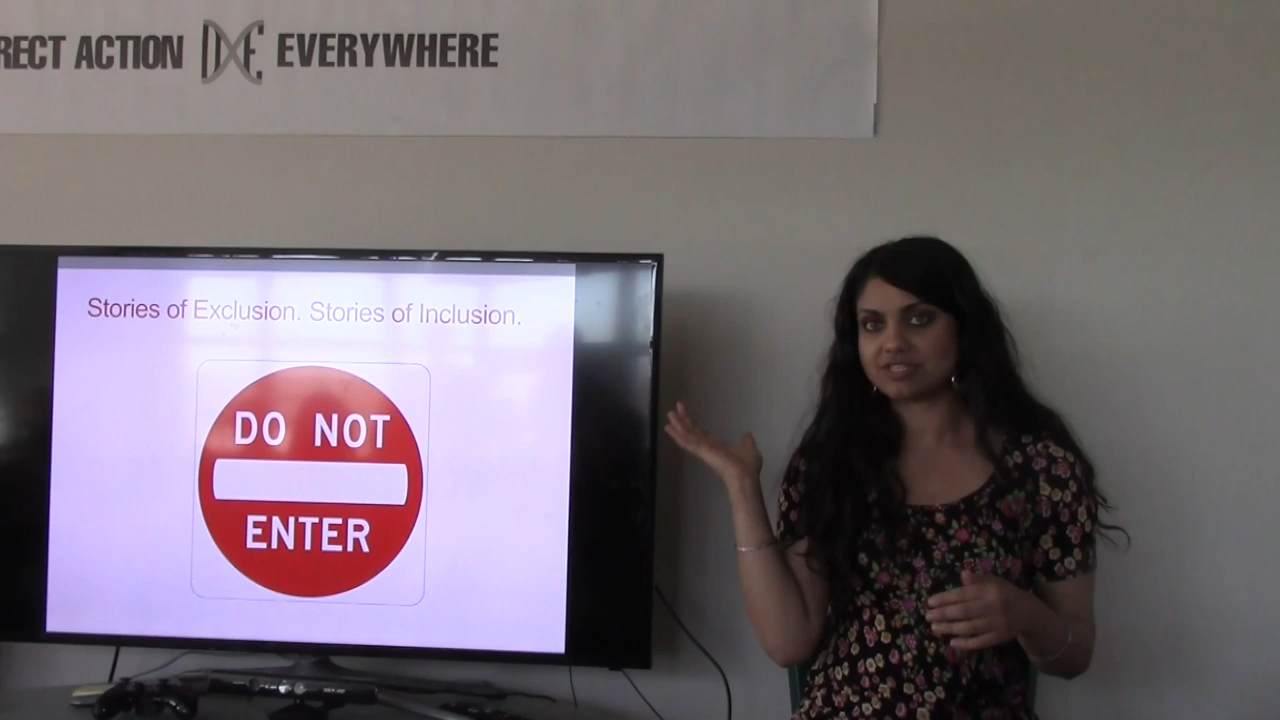 RECT ACTION DXE EVERYWHERE
Stories of Exclusion. Stories of Inclusion.
DO NOT
ENTER